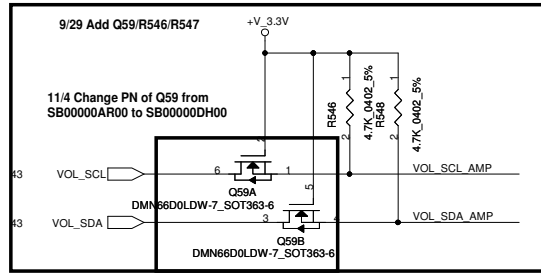 9/29 Add Q59/R546/R547
+V_3.3V
11/4 Change PN of Q59 from
SB00000AR00 to SB00000DH00
1
1
R546
4.7K_0402_5%
R548
4.7K_0402_5%
2
2
2
5
43 VOL_SCL 6 1 VOL_SCL_AMP
Q59A
DMN66D0LDW-7_SOT363-6
43 VOL_SDA 3 4 VOL_SDA_AMP
Q59B
DMN66D0LDW-7_SOT363-6